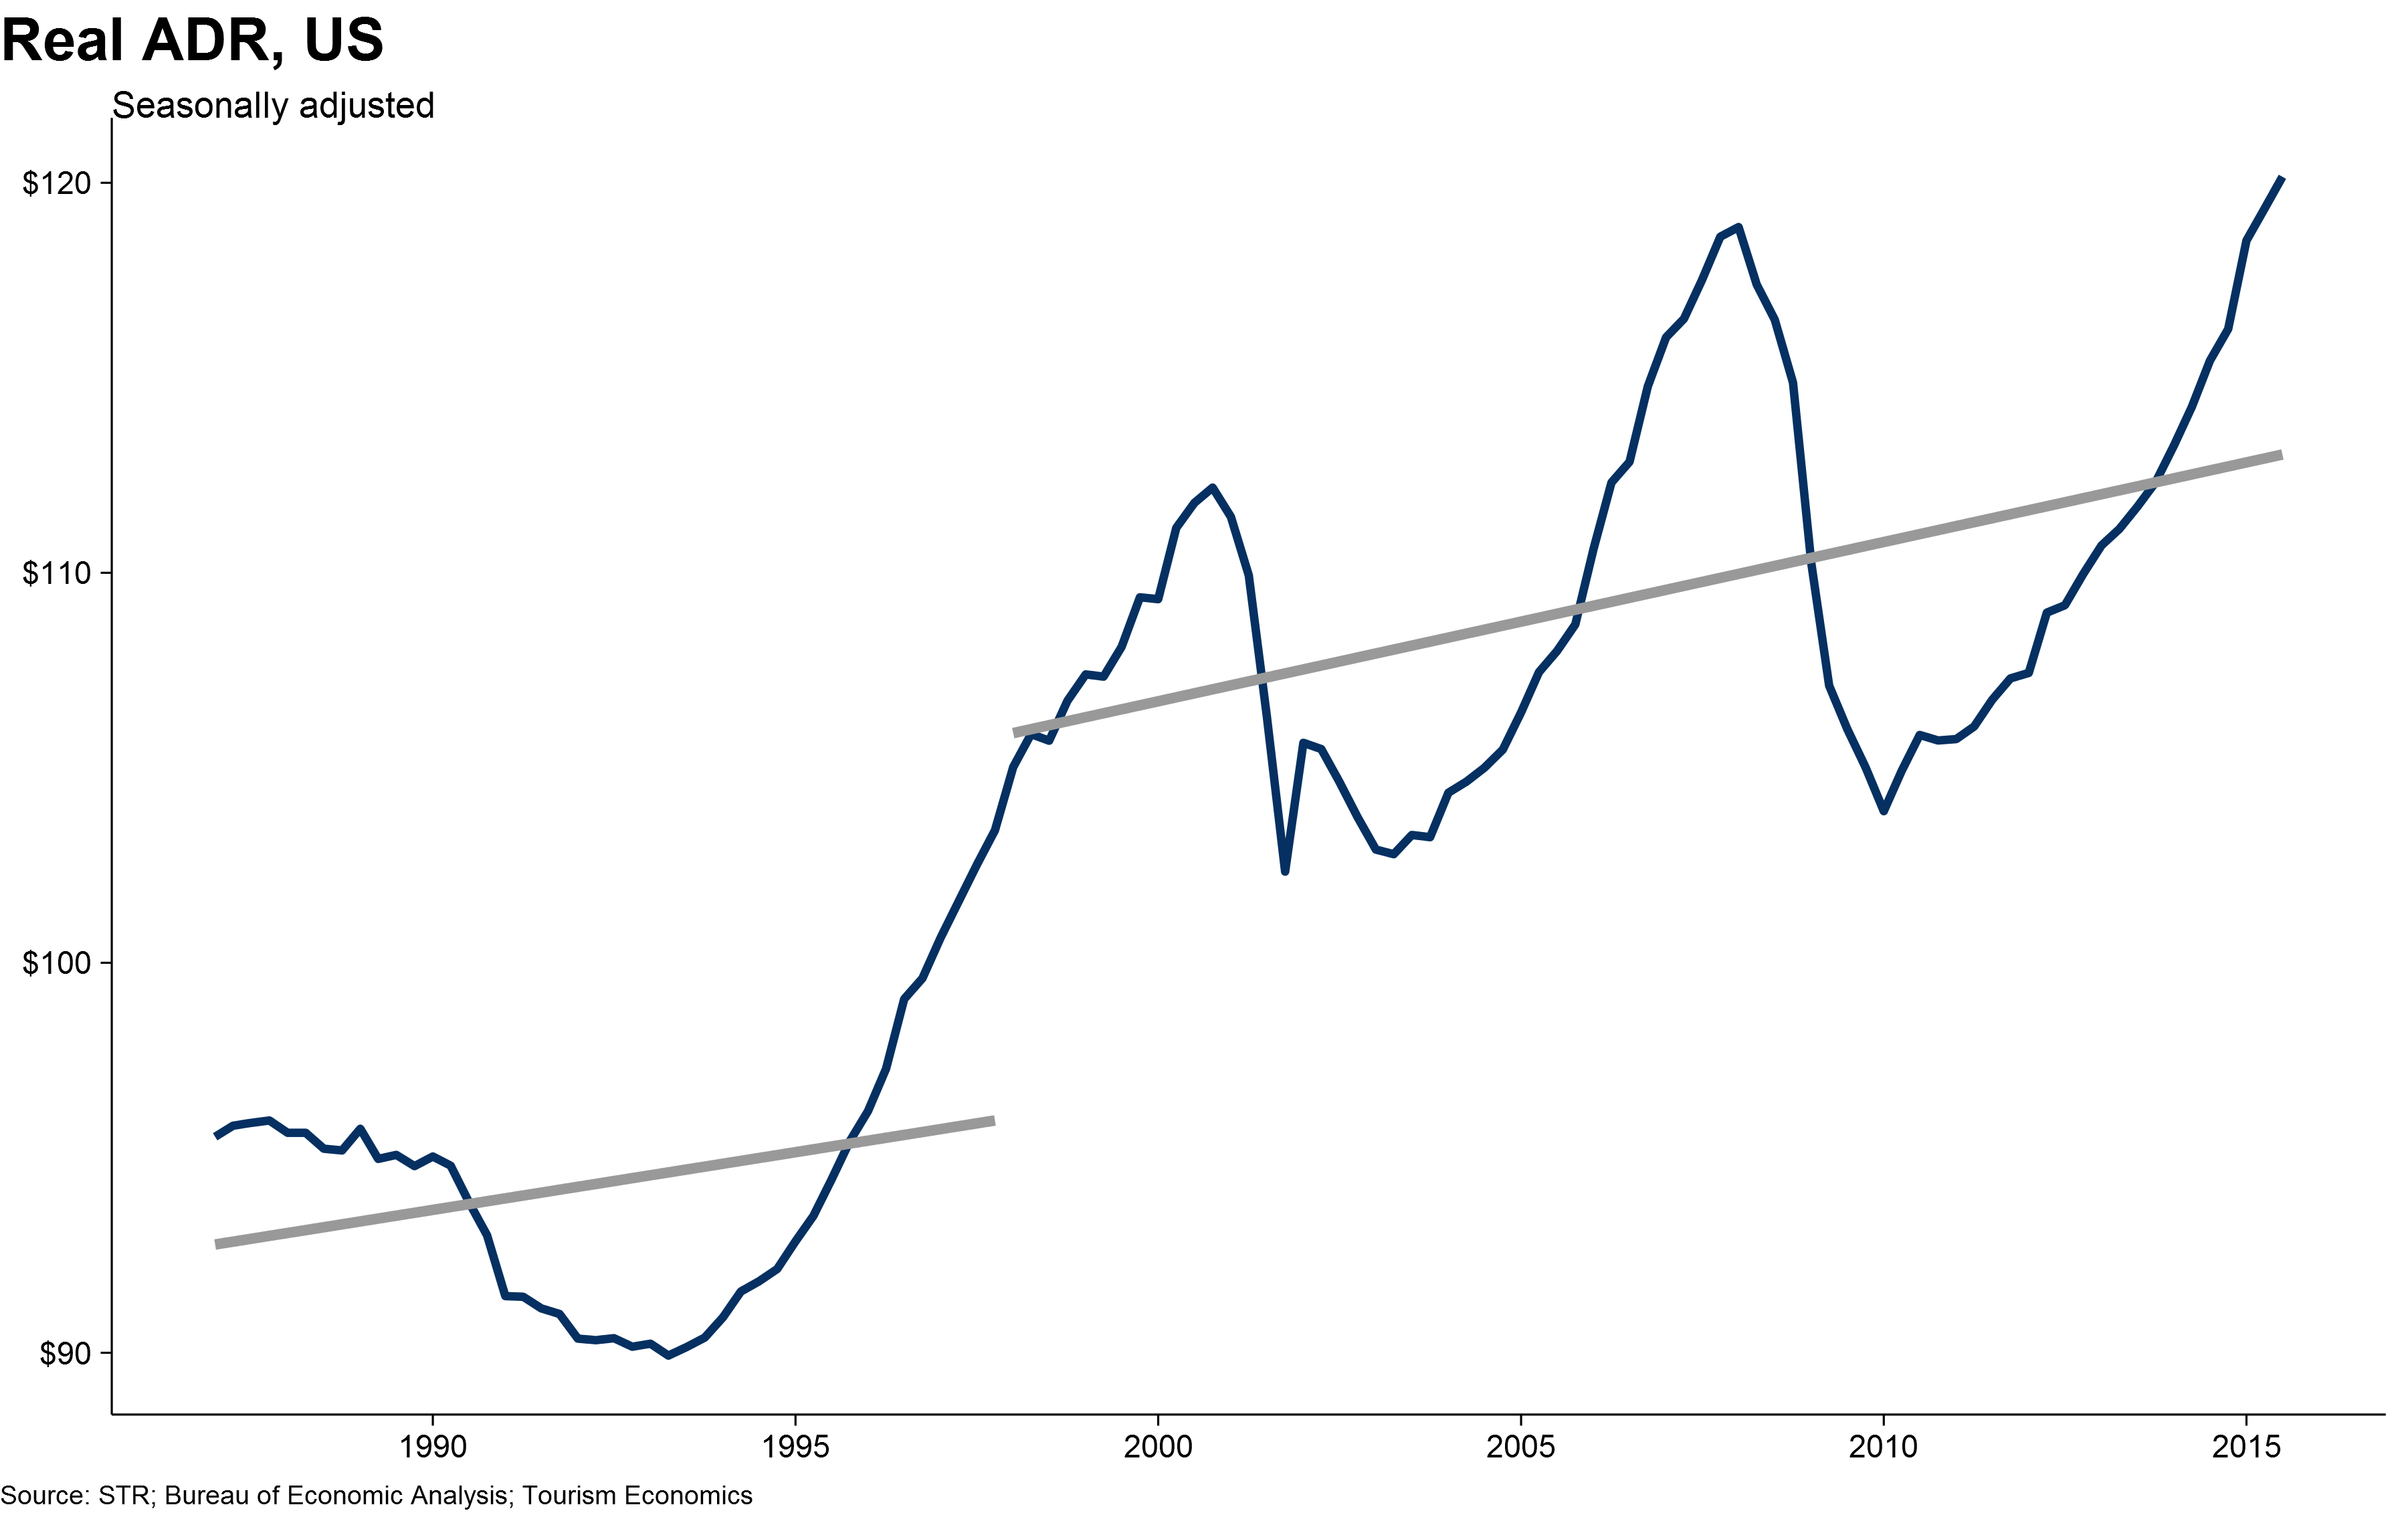 Real ADR, US
Seasonally adjusted
$120
$110
$100
$90
1990 1995 2000 2005 2010 2015
Source: STR; Bureau of Economic Analysis; Tourism Economics